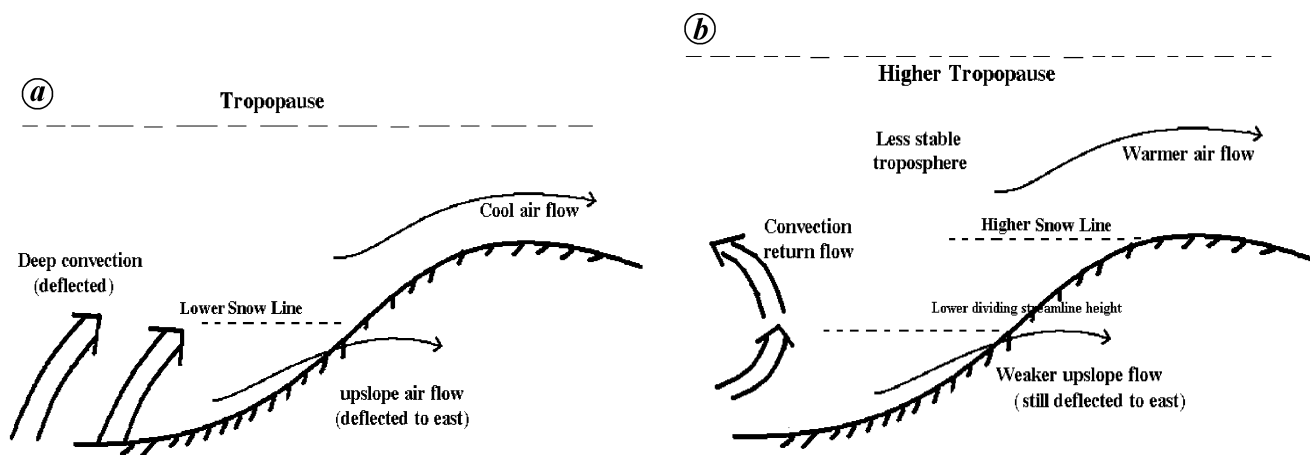 a
Tropopause
Cool air flow
Deep convection
(deflected)
Lower Snow Line
upslope air flow
(deflected to east)
b
Higher Tropopause
Less stable
troposphere
Warmer air flow
Convection
return flow
Higher Snow Line
Lower dividing streamline height
Weaker upslope flow
(still deflected to east)